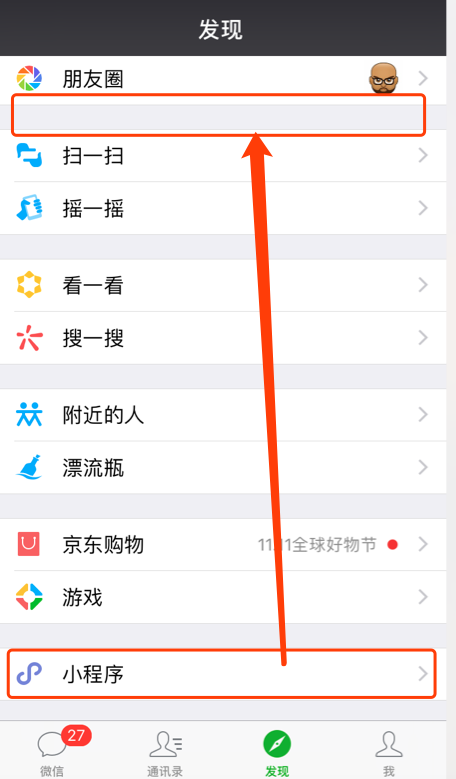 发现
朋友圈
扫一扫
摇一摇
看一看
搜一搜
附近的人
漂流瓶
京东购物 11.11全球好物节
游戏
小程序
27
微信 通讯录 发现 我